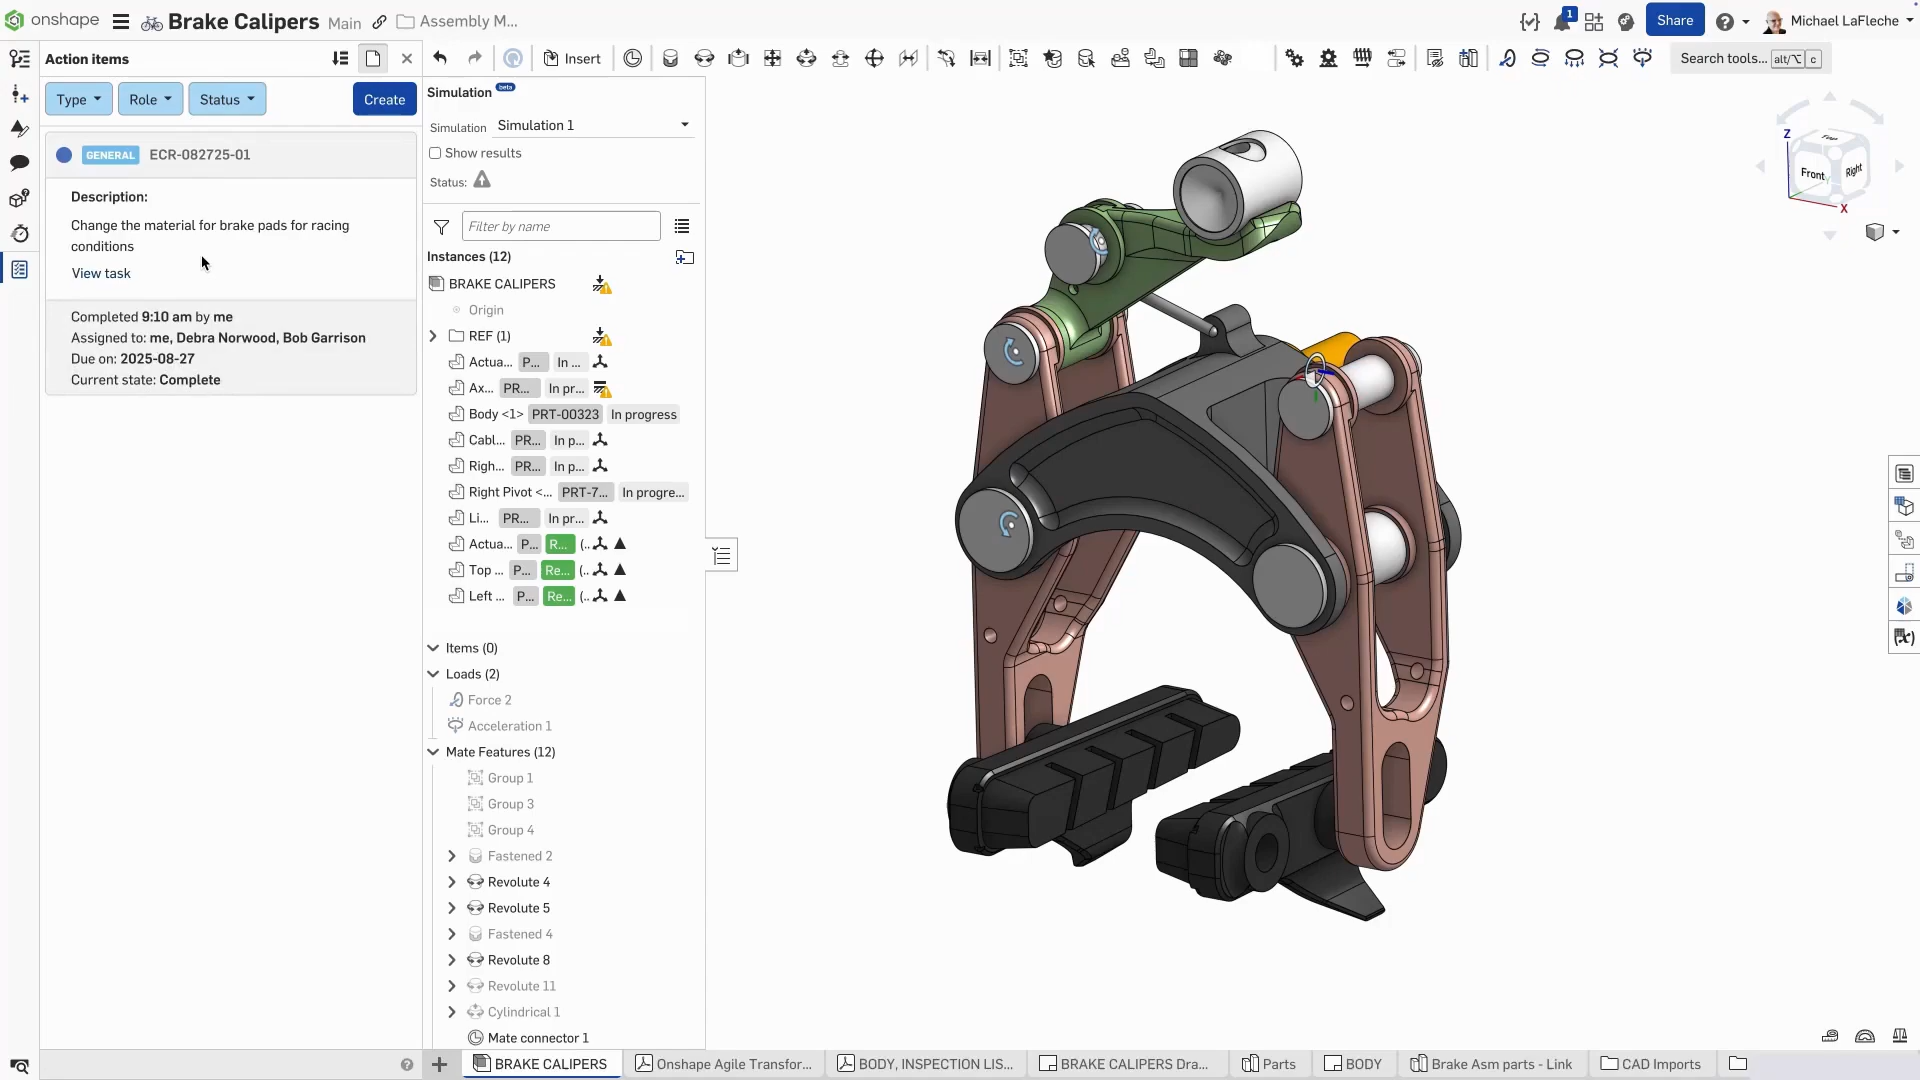 onshape Brake Calipers Main Assembly M... 1 Share Michael LaFleche
Action items
Insert
Search tools... alt/⌥ c
Type Role Status Create
GENERAL ECR-082725-01
Description:
Change the material for brake pads for racing
conditions
View task
Completed 9:10 am by me
Assigned to: me, Debra Norwood, Bob Garrison
Due on: 2025-08-27
Current state: Complete
Simulation beta
Simulation Simulation 1
Show results
Status:
Filter by name
Instances (12)
BRAKE CALIPERS
Origin
REF (1)
Actua... P... In ...
Ax... PR... In pr...
Body <1> PRT-00323 In progress
Cabl... PR... In p...
Righ... PR... In p...
Right Pivot <... PRT-7... In progre...
Li... PR... In pr...
Actua... P... R... (..
Top ... P... Re... (..
Left ... P... Re... (..
Items (0)
Loads (2)
Force 2
Acceleration 1
Mate Features (12)
Group 1
Group 3
Group 4
Fastened 2
Revolute 4
Revolute 5
Fastened 4
Revolute 8
Revolute 11
Cylindrical 1
Mate connector 1
Z
Top
Front
Right
X
BRAKE CALIPERS Onshape Agile Transfor... BODY, INSPECTION LIS... BRAKE CALIPERS Dra... Parts BODY Brake Asm parts - Link CAD Imports